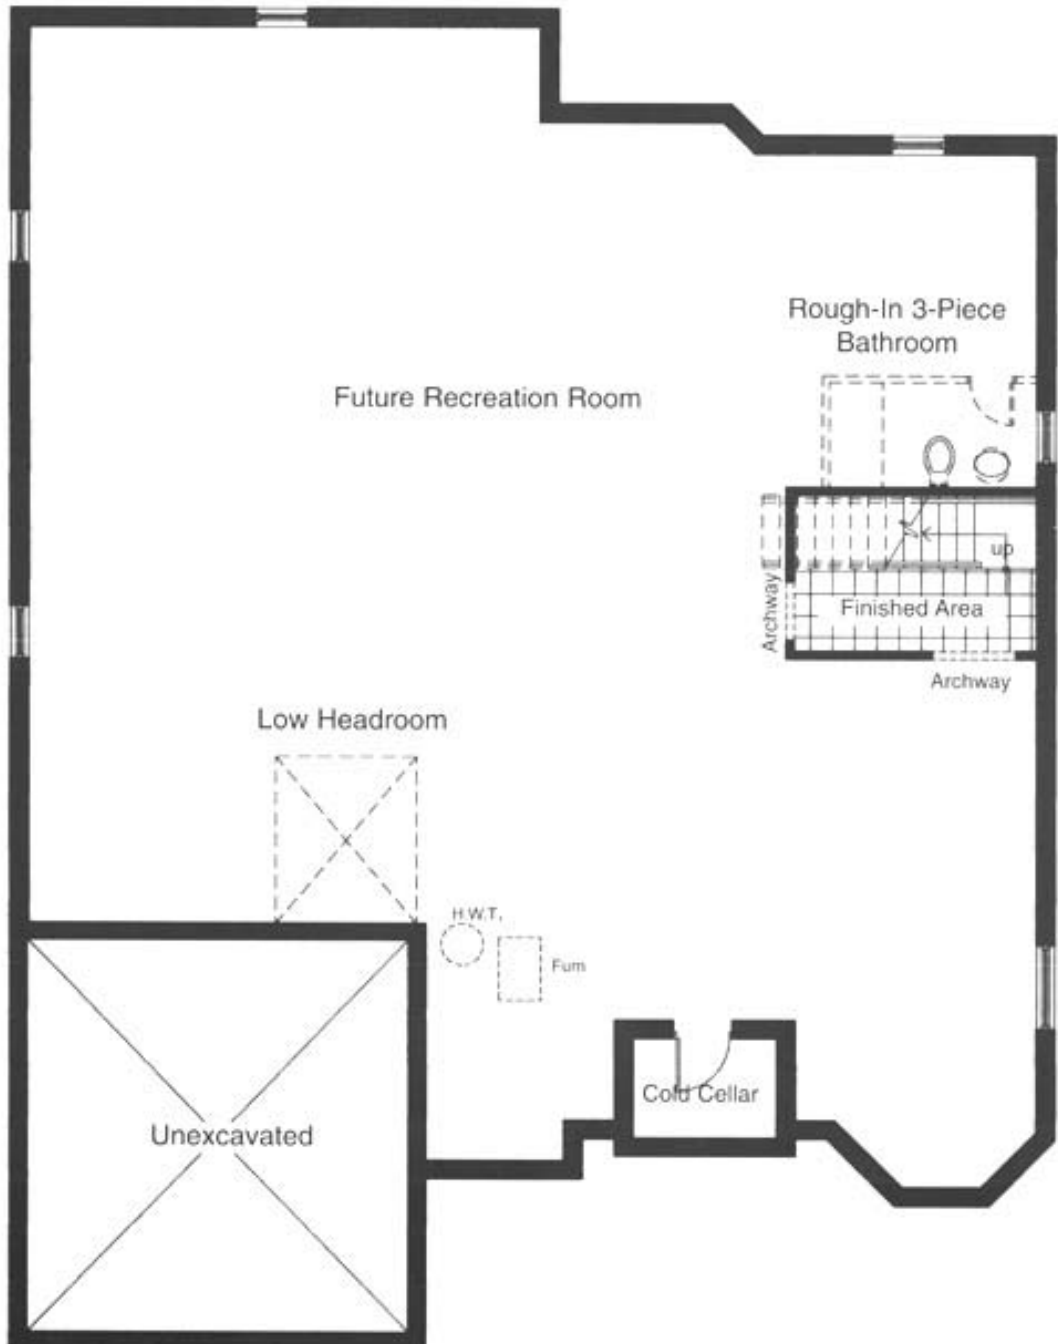 Rough-In 3-Piece
Bathroom
Future Recreation Room
up
Finished Area
Archway
Archway
Low Headroom
H.W.T.
Furn
Cold Cellar
Unexcavated